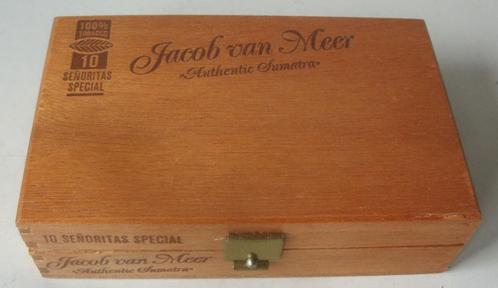 100%
TOBACCO
10
SEÑORITAS
SPECIAL
Jacob van Meer
•Authentic Sumatra•
10 SEÑORITAS SPECIAL
Jacob van Meer
•Authentic Sumatra•